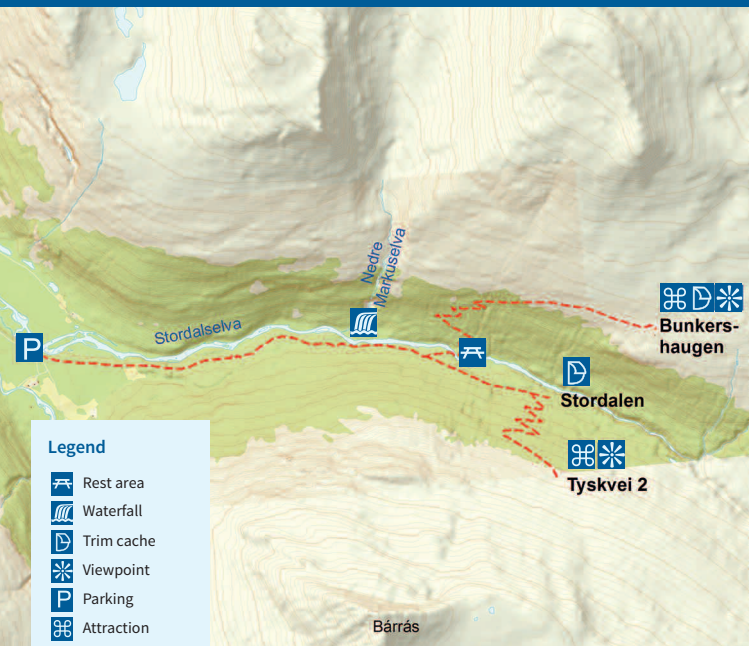 Nedre
Markuselva
Stordalselva
P
Bunkers-
haugen
Stordalen
Tyskvei 2
Legend
Rest area
Waterfall
Trim cache
Viewpoint
P Parking
Attraction
Bárrás